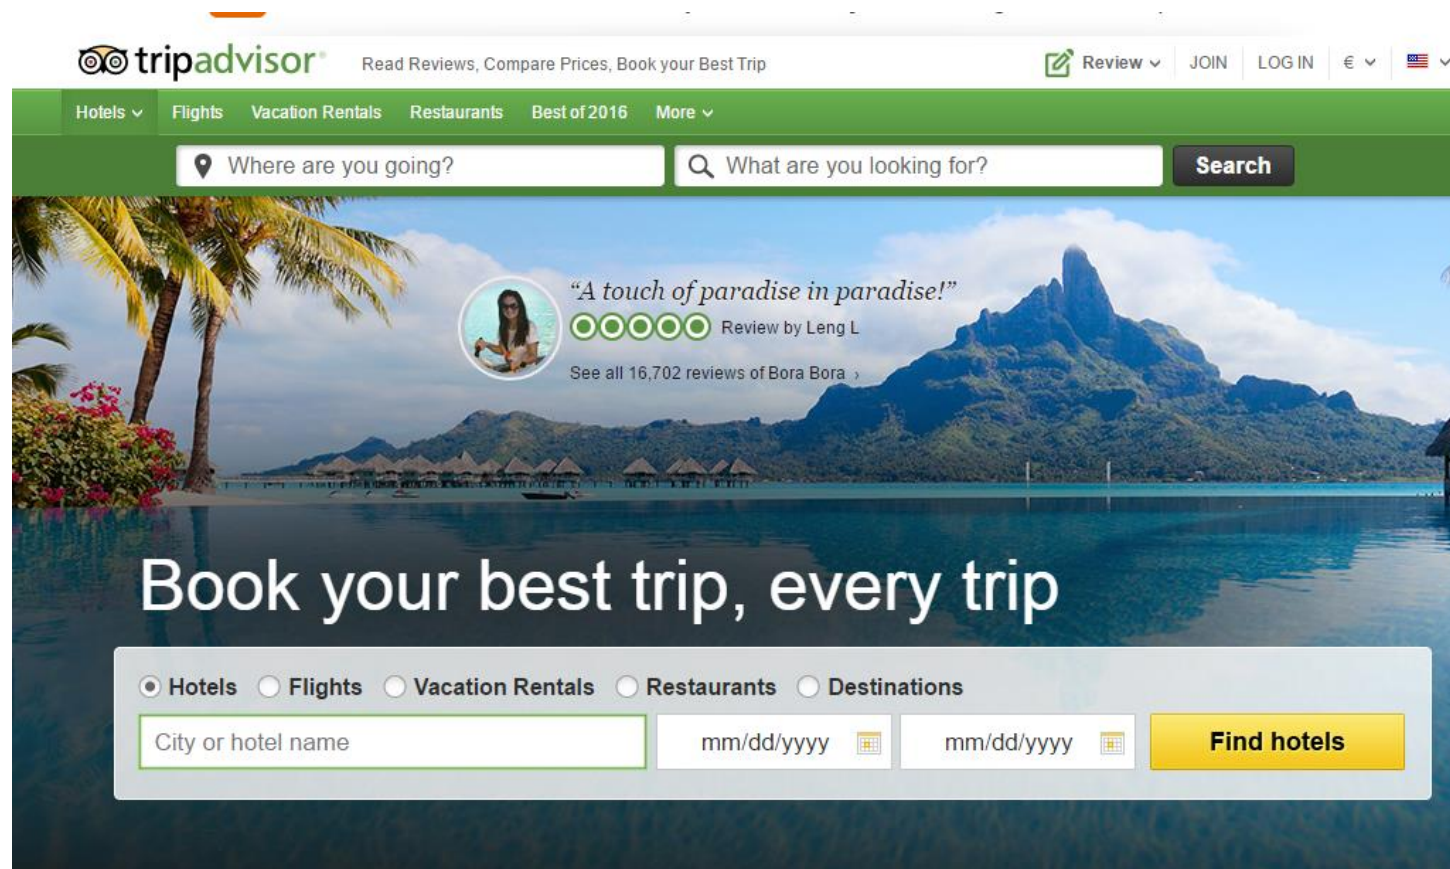 tripadvisor® Read Reviews, Compare Prices, Book your Best Trip Review JOIN LOG IN €
Hotels Flights Vacation Rentals Restaurants Best of 2016 More
Where are you going? What are you looking for? Search
“A touch of paradise in paradise!”
Review by Leng L
See all 16,702 reviews of Bora Bora ›
Book your best trip, every trip
Hotels Flights Vacation Rentals Restaurants Destinations
City or hotel name mm/dd/yyyy mm/dd/yyyy Find hotels